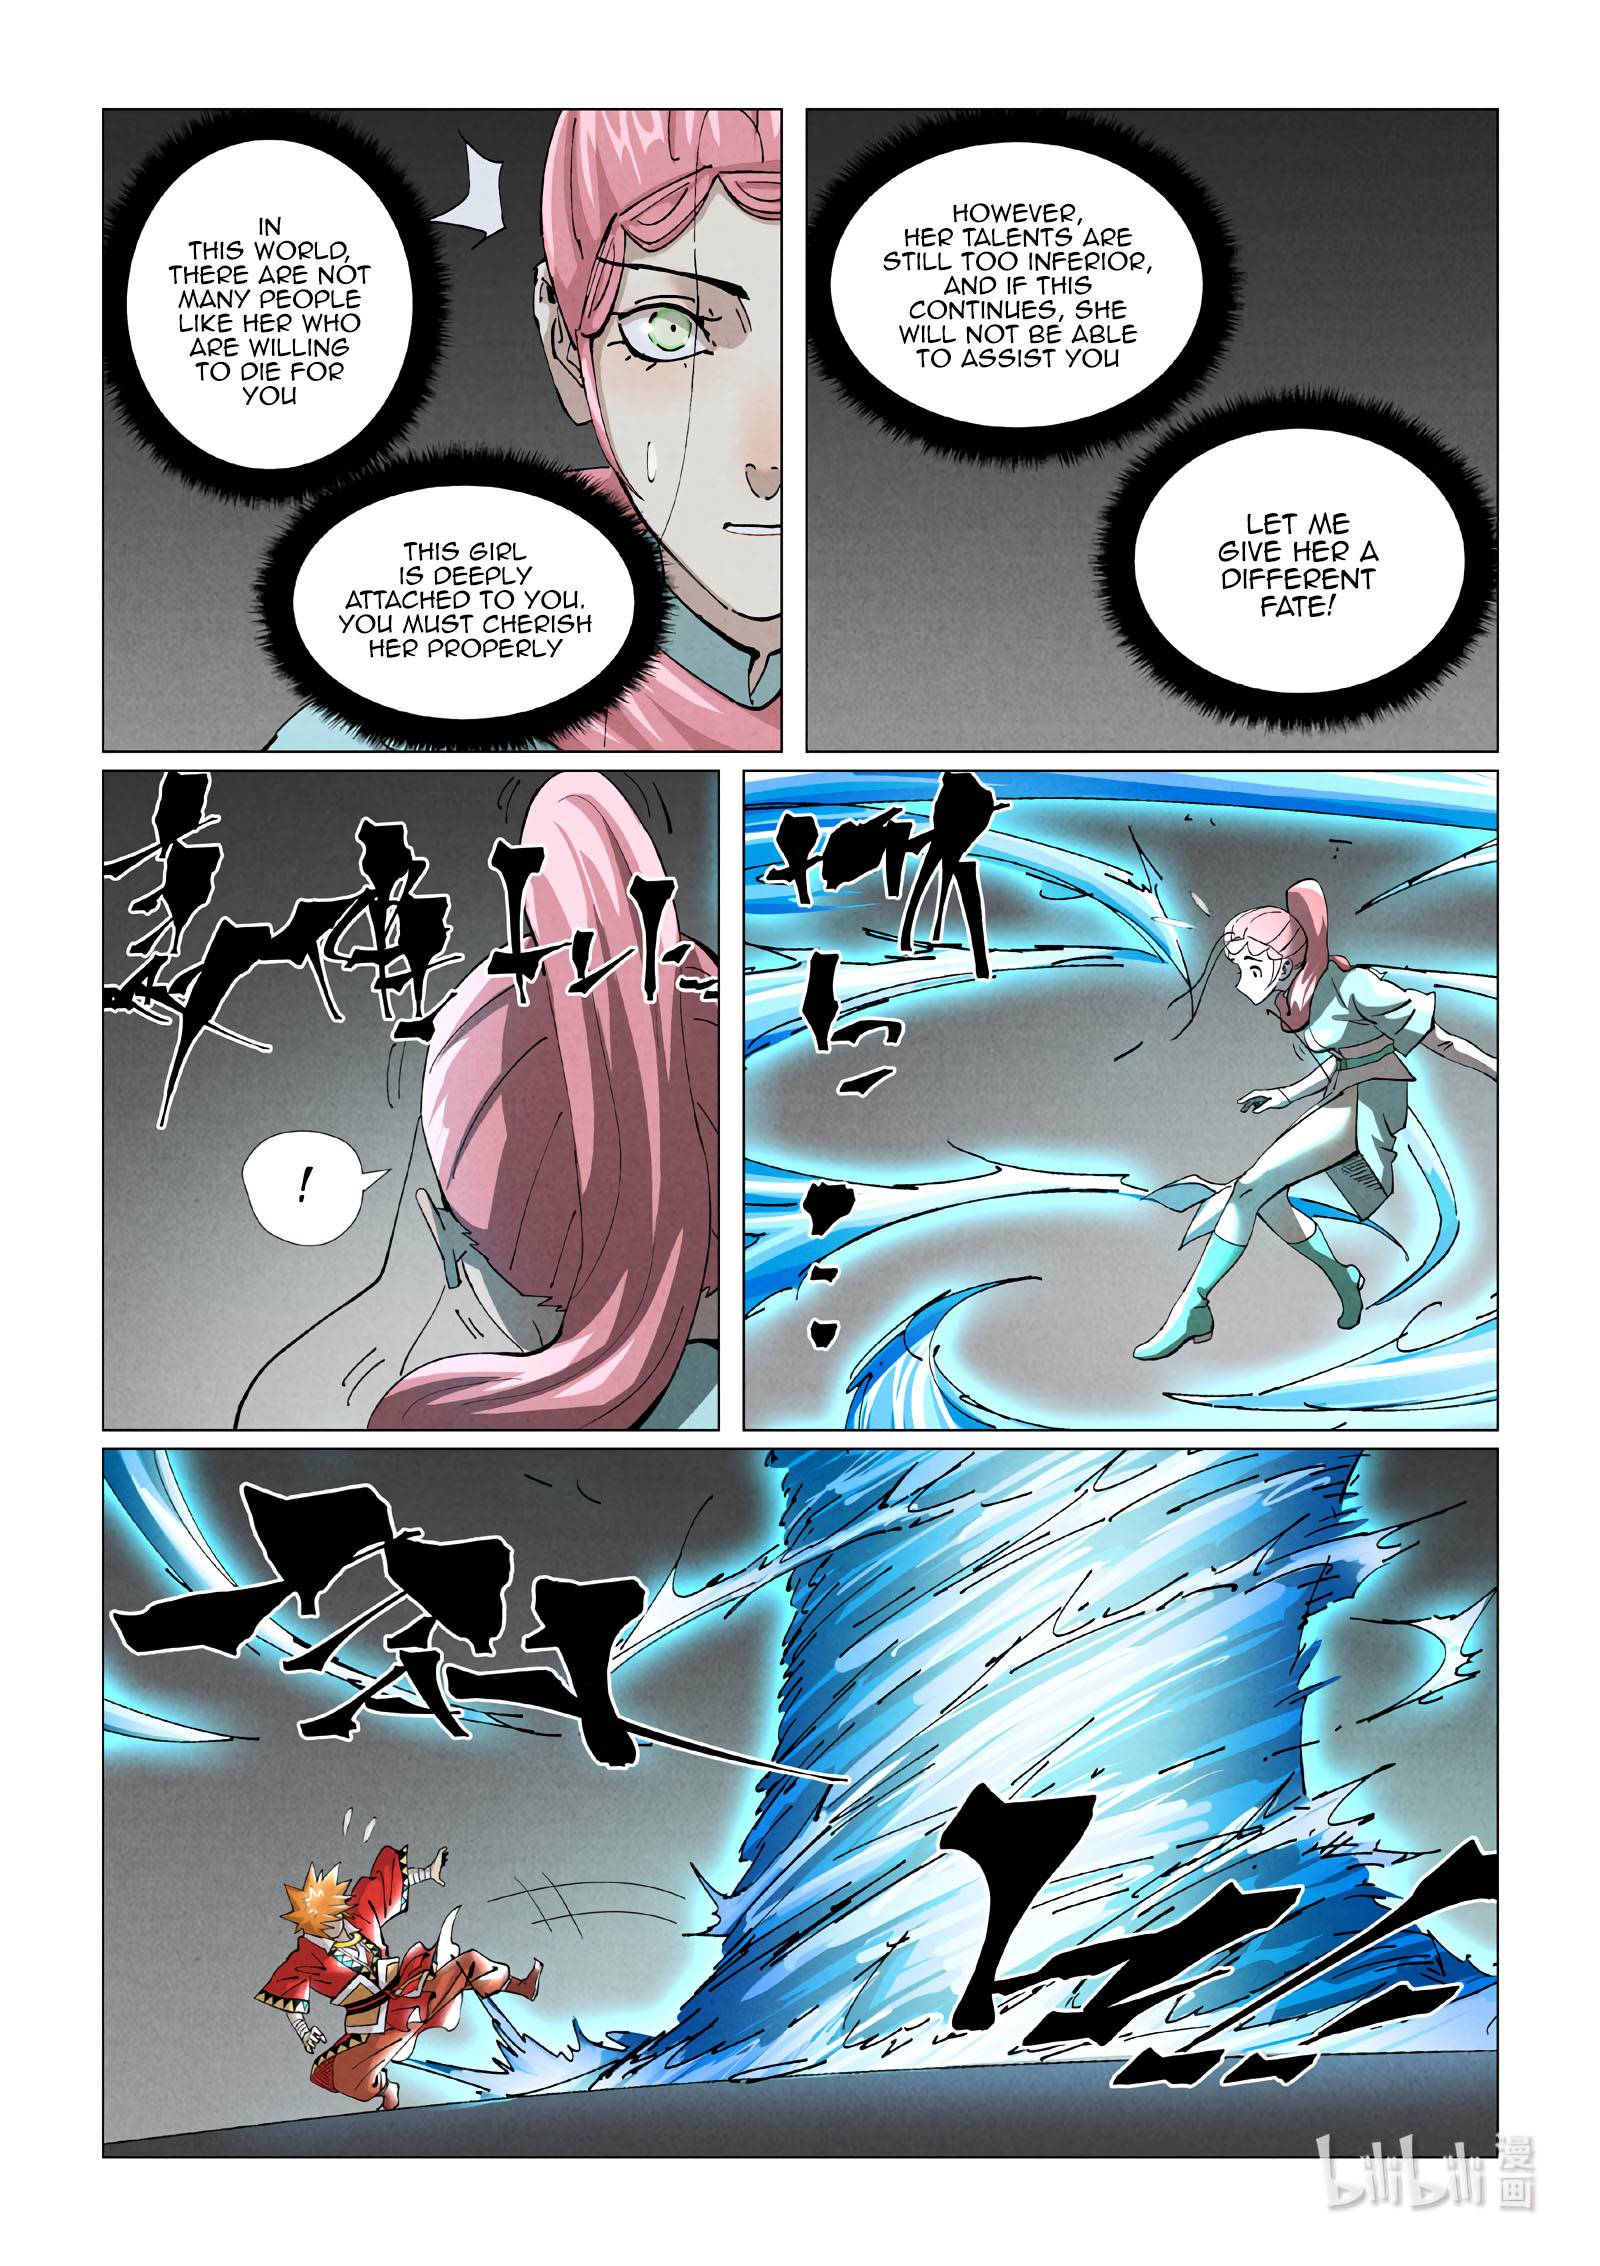 IN
THIS WORLD,
THERE ARE NOT
MANY PEOPLE
LIKE HER WHO
ARE WILLING
TO DIE FOR
YOU
THIS GIRL
IS DEEPLY
ATTACHED TO YOU.
YOU MUST CHERISH
HER PROPERLY
HOWEVER,
HER TALENTS ARE
STILL TOO INFERIOR,
AND IF THIS
CONTINUES, SHE
WILL NOT BE ABLE
TO ASSIST YOU
LET ME
GIVE HER A
DIFFERENT
FATE!
!
bilibili 漫画